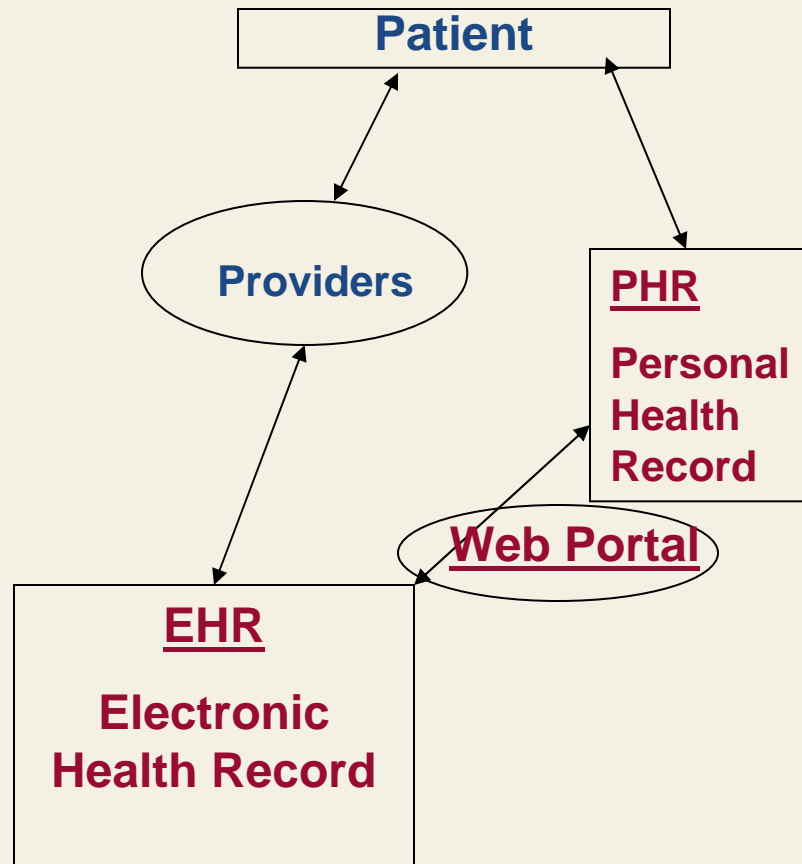 Patient
Providers
PHR
Personal
Health
Record
Web Portal
EHR
Electronic
Health Record